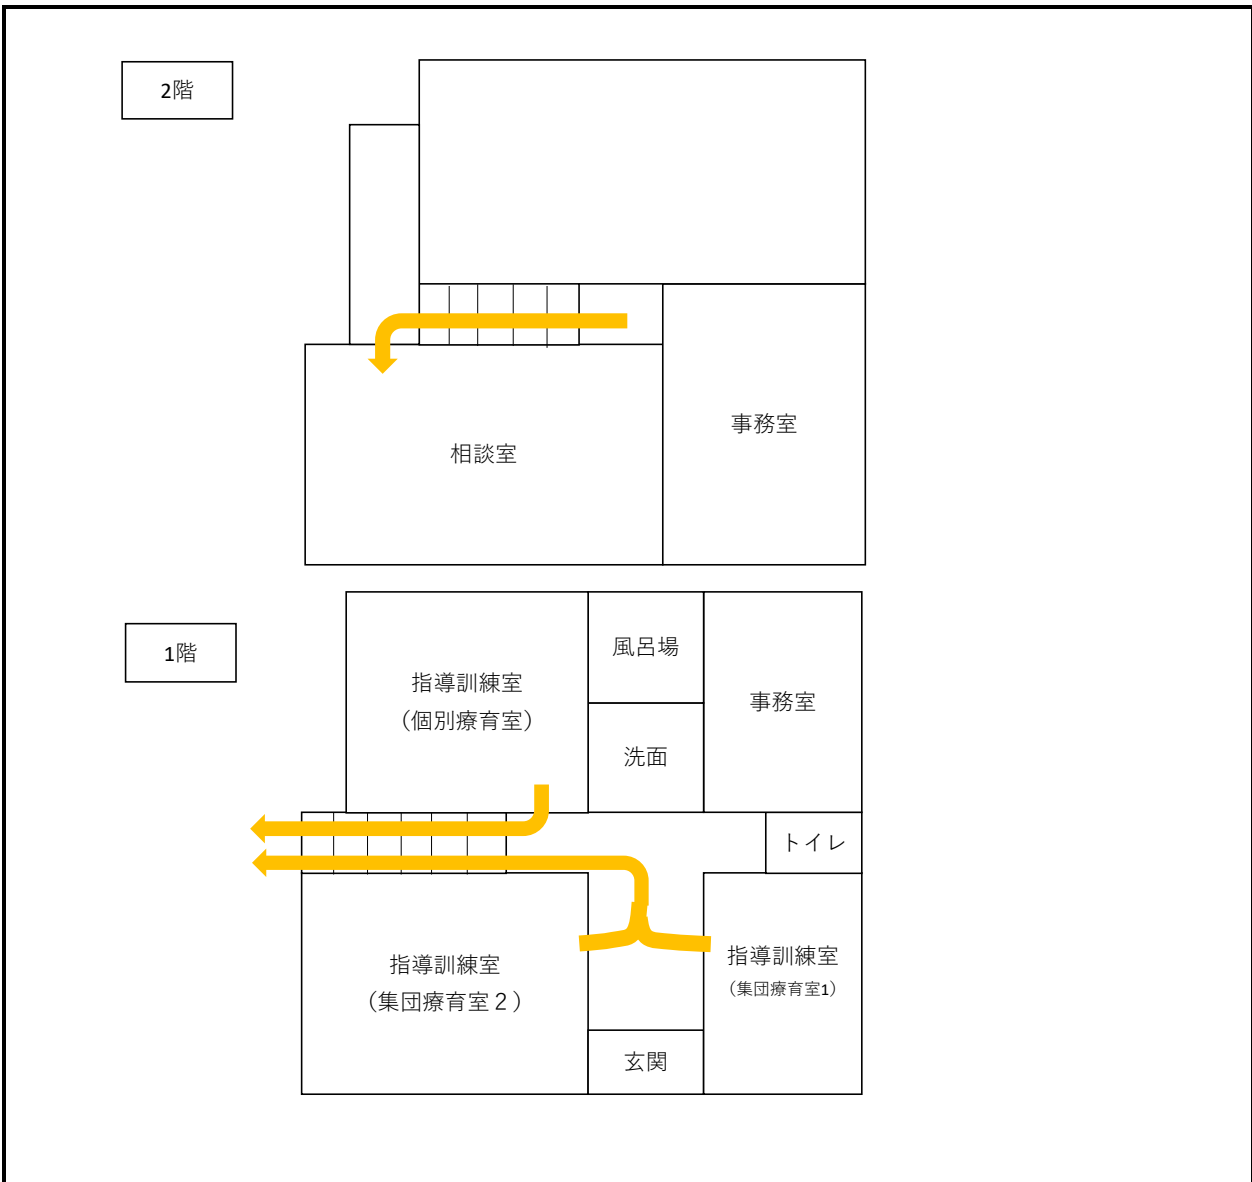 2階
事務室
相談室
1階
風呂場
指導訓練室
（個別療育室）
事務室
洗面
トイレ
指導訓練室
（集団療育室２）
指導訓練室
（集団療育室1）
玄関